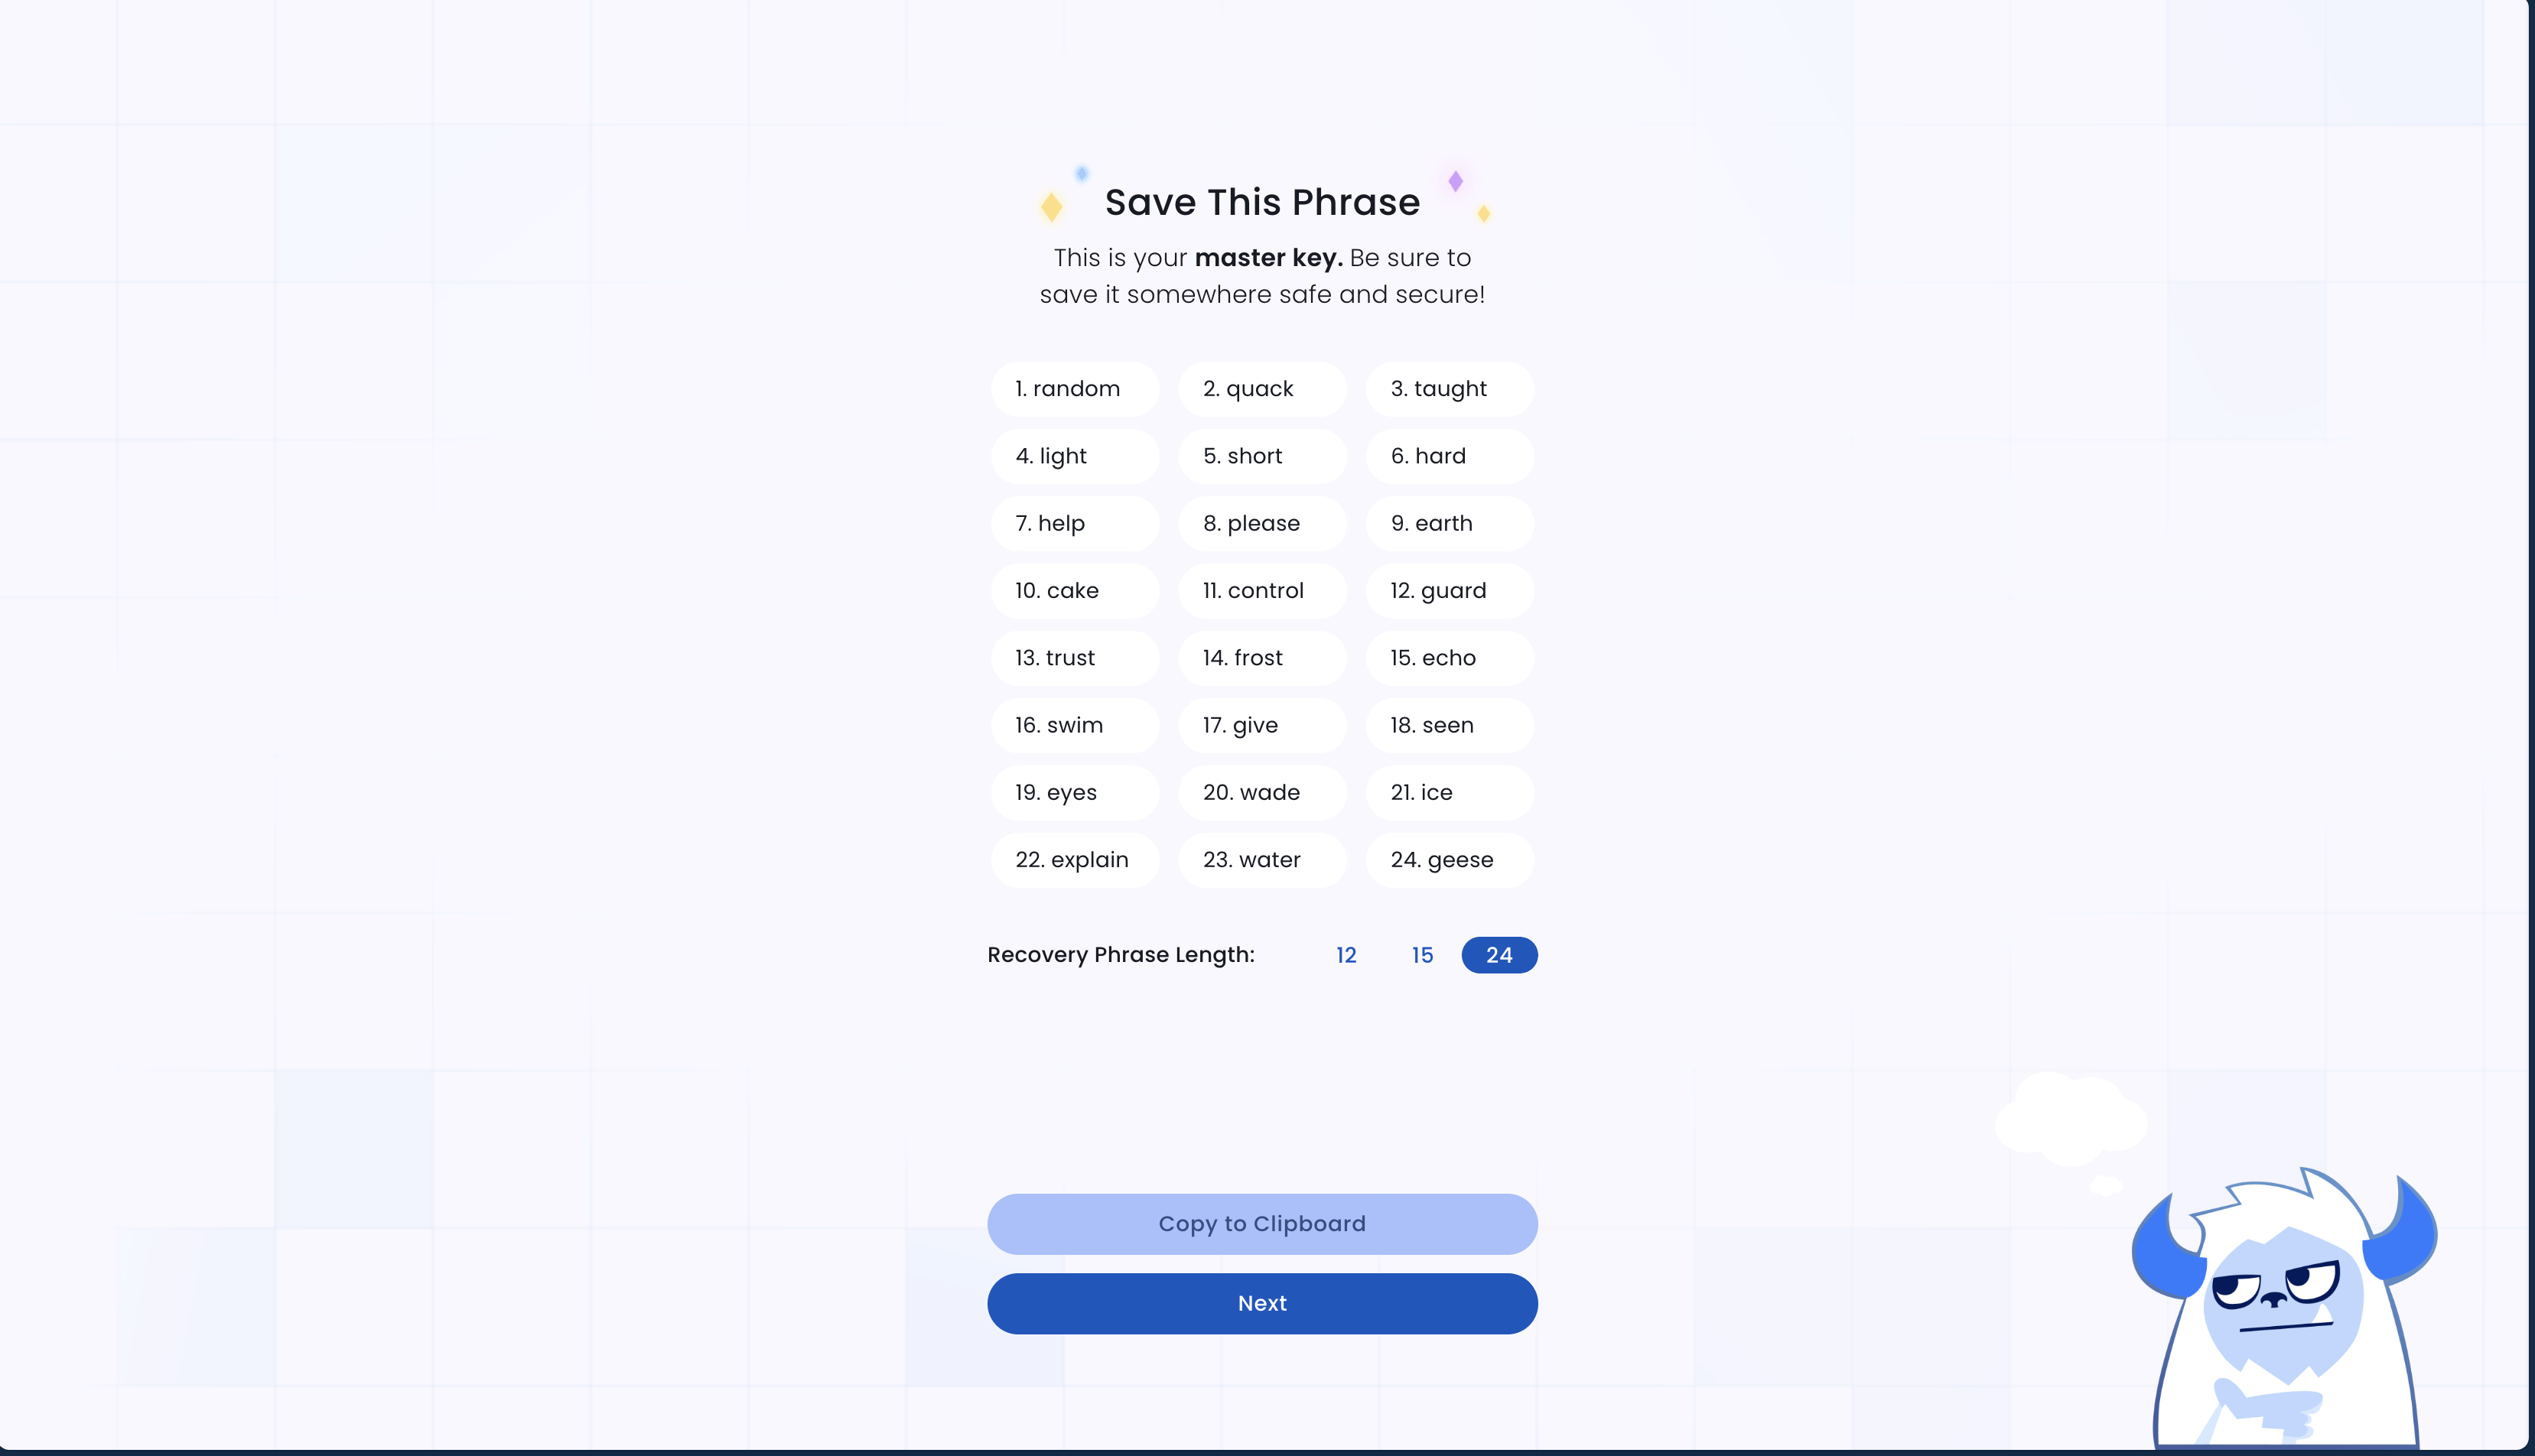 Save This Phrase
This is your master key. Be sure to
save it somewhere safe and secure!
1. random 2. quack 3. taught
4. light 5. short 6. hard
7. help 8. please 9. earth
10. cake 11. control 12. guard
13. trust 14. frost 15. echo
16. swim 17. give 18. seen
19. eyes 20. wade 21. ice
22. explain 23. water 24. geese
Recovery Phrase Length: 12 15 24
Copy to Clipboard
Next